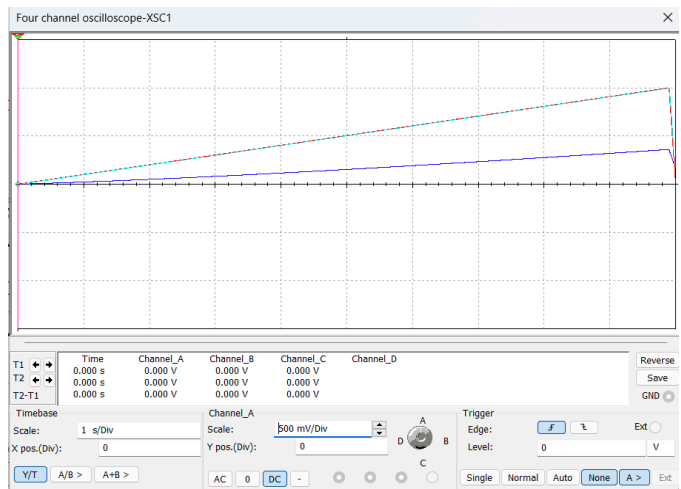 Four channel oscilloscope-XSC1
Time Channel_A Channel_B Channel_C Channel_D
T1 0.000 s 0.000 V 0.000 V 0.000 V Reverse
T2 0.000 s 0.000 V 0.000 V 0.000 V Save
T2-T1 0.000 s 0.000 V 0.000 V 0.000 V GND
Timebase Channel_A Trigger
Scale: 1 s/Div Scale: 500 mV/Div A Edge: Ext
X pos.(Div): 0 Y pos.(Div): 0 D B Level: 0 V
C
Y/T A/B > A+B > AC 0 DC - Single Normal Auto None A > Ext